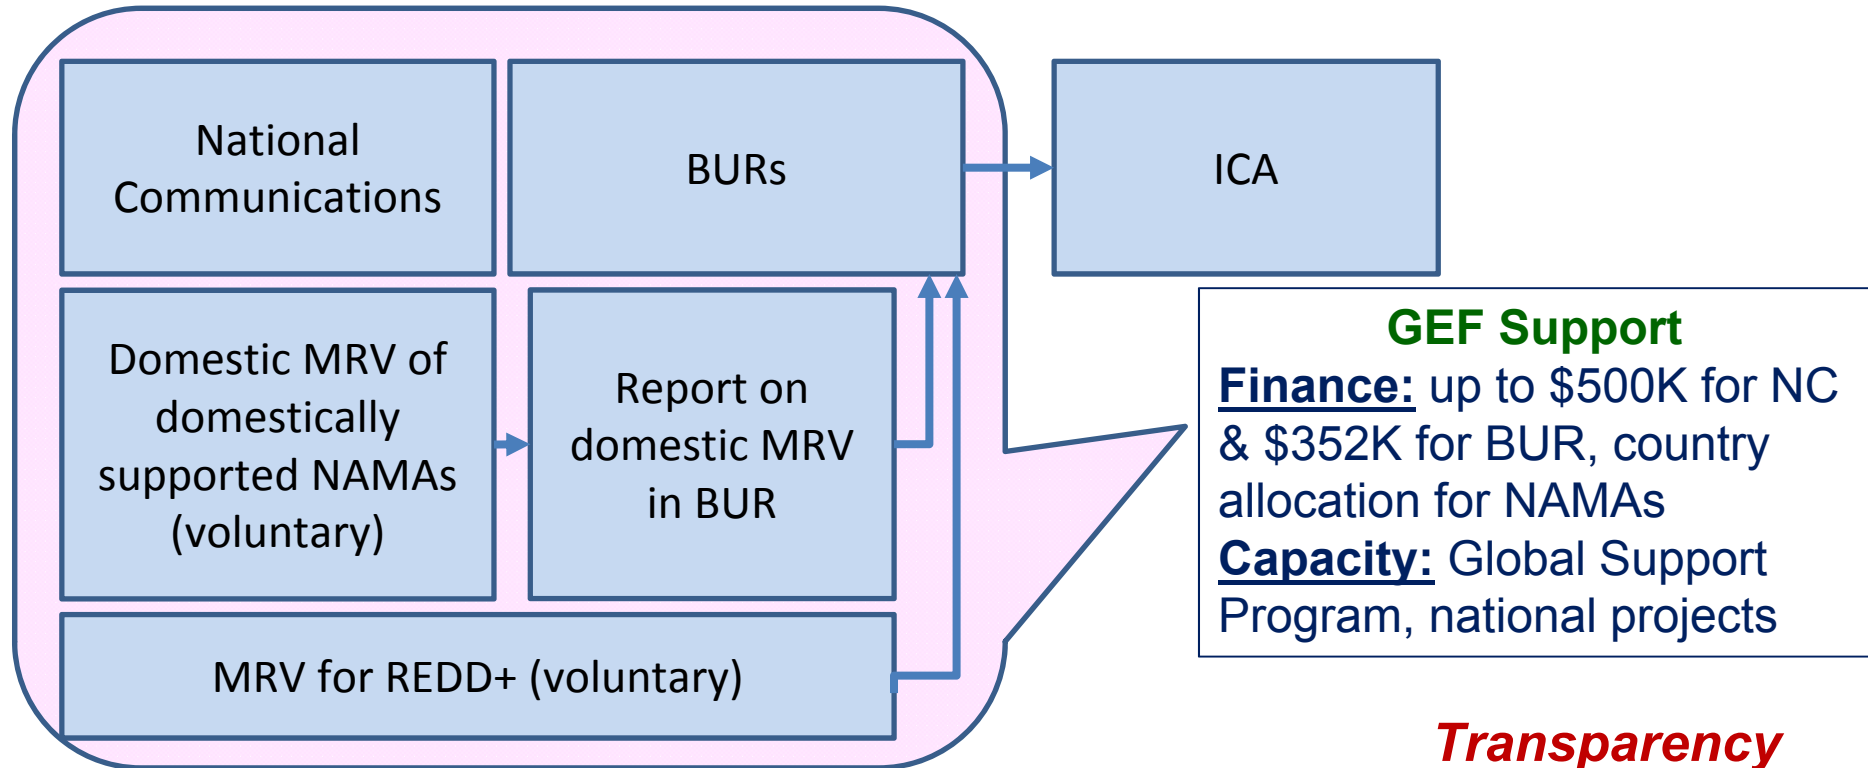 National
Communications
BURs
ICA
Domestic MRV of
domestically
supported NAMAs
(voluntary)
Report on
domestic MRV
in BUR
MRV for REDD+ (voluntary)
GEF Support
Finance: up to $500K for NC
& $352K for BUR, country
allocation for NAMAs
Capacity: Global Support
Program, national projects
Transparency